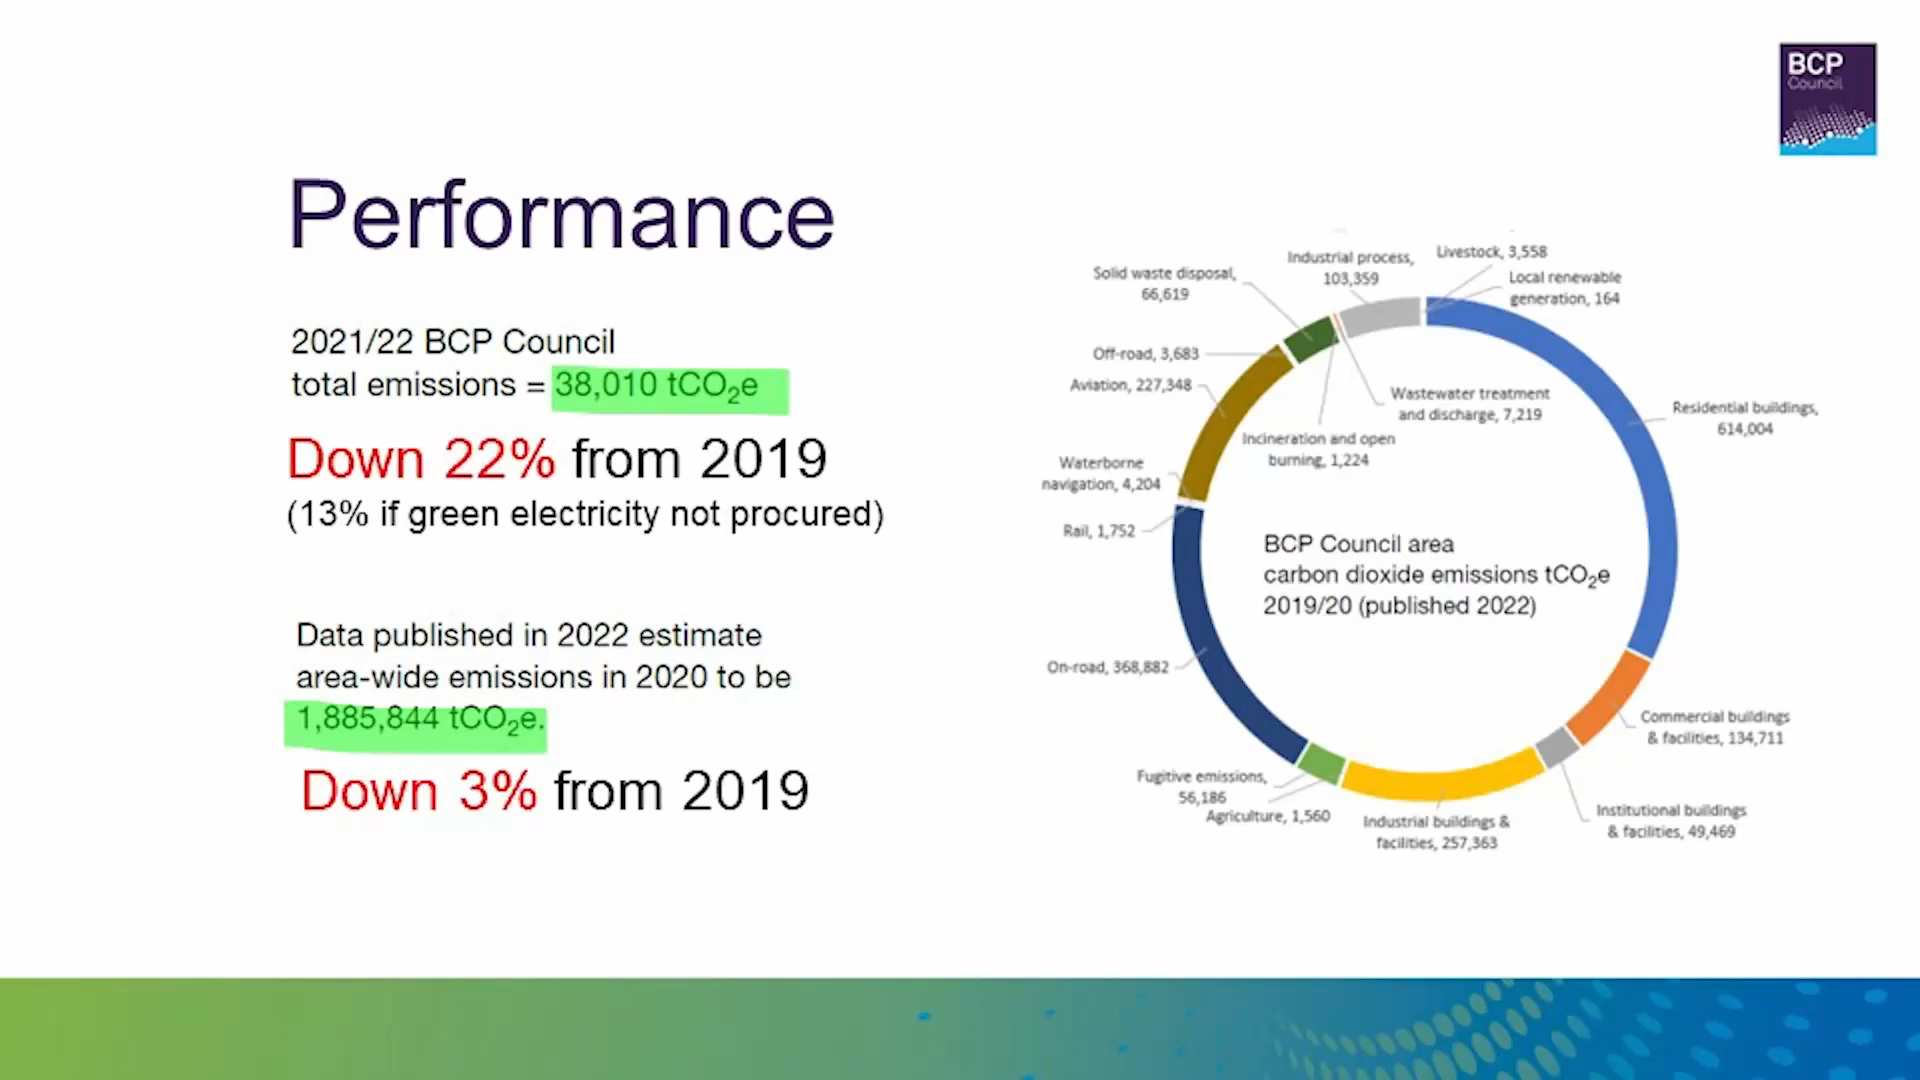 BCP
Council
Performance
2021/22 BCP Council
total emissions = 38,010 tCO₂e
Down 22% from 2019
(13% if green electricity not procured)
Data published in 2022 estimate
area-wide emissions in 2020 to be
1,885,844 tCO₂e.
Down 3% from 2019
Livestock, 3,558
Local renewable
generation, 164
Industrial process,
103,359
Solid waste disposal,
66,619
Off-road, 3,683
Aviation, 227,348
Wastewater treatment
and discharge, 7,219
Incineration and open
burning, 1,224
Residential buildings,
614,004
Waterborne
navigation, 4,204
Rail, 1,752
BCP Council area
carbon dioxide emissions tCO₂e
2019/20 (published 2022)
On-road, 368,882
Commercial buildings
& facilities, 134,711
Fugitive emissions,
56,186
Agriculture, 1,560
Industrial buildings &
facilities, 257,363
Institutional buildings
& facilities, 49,469